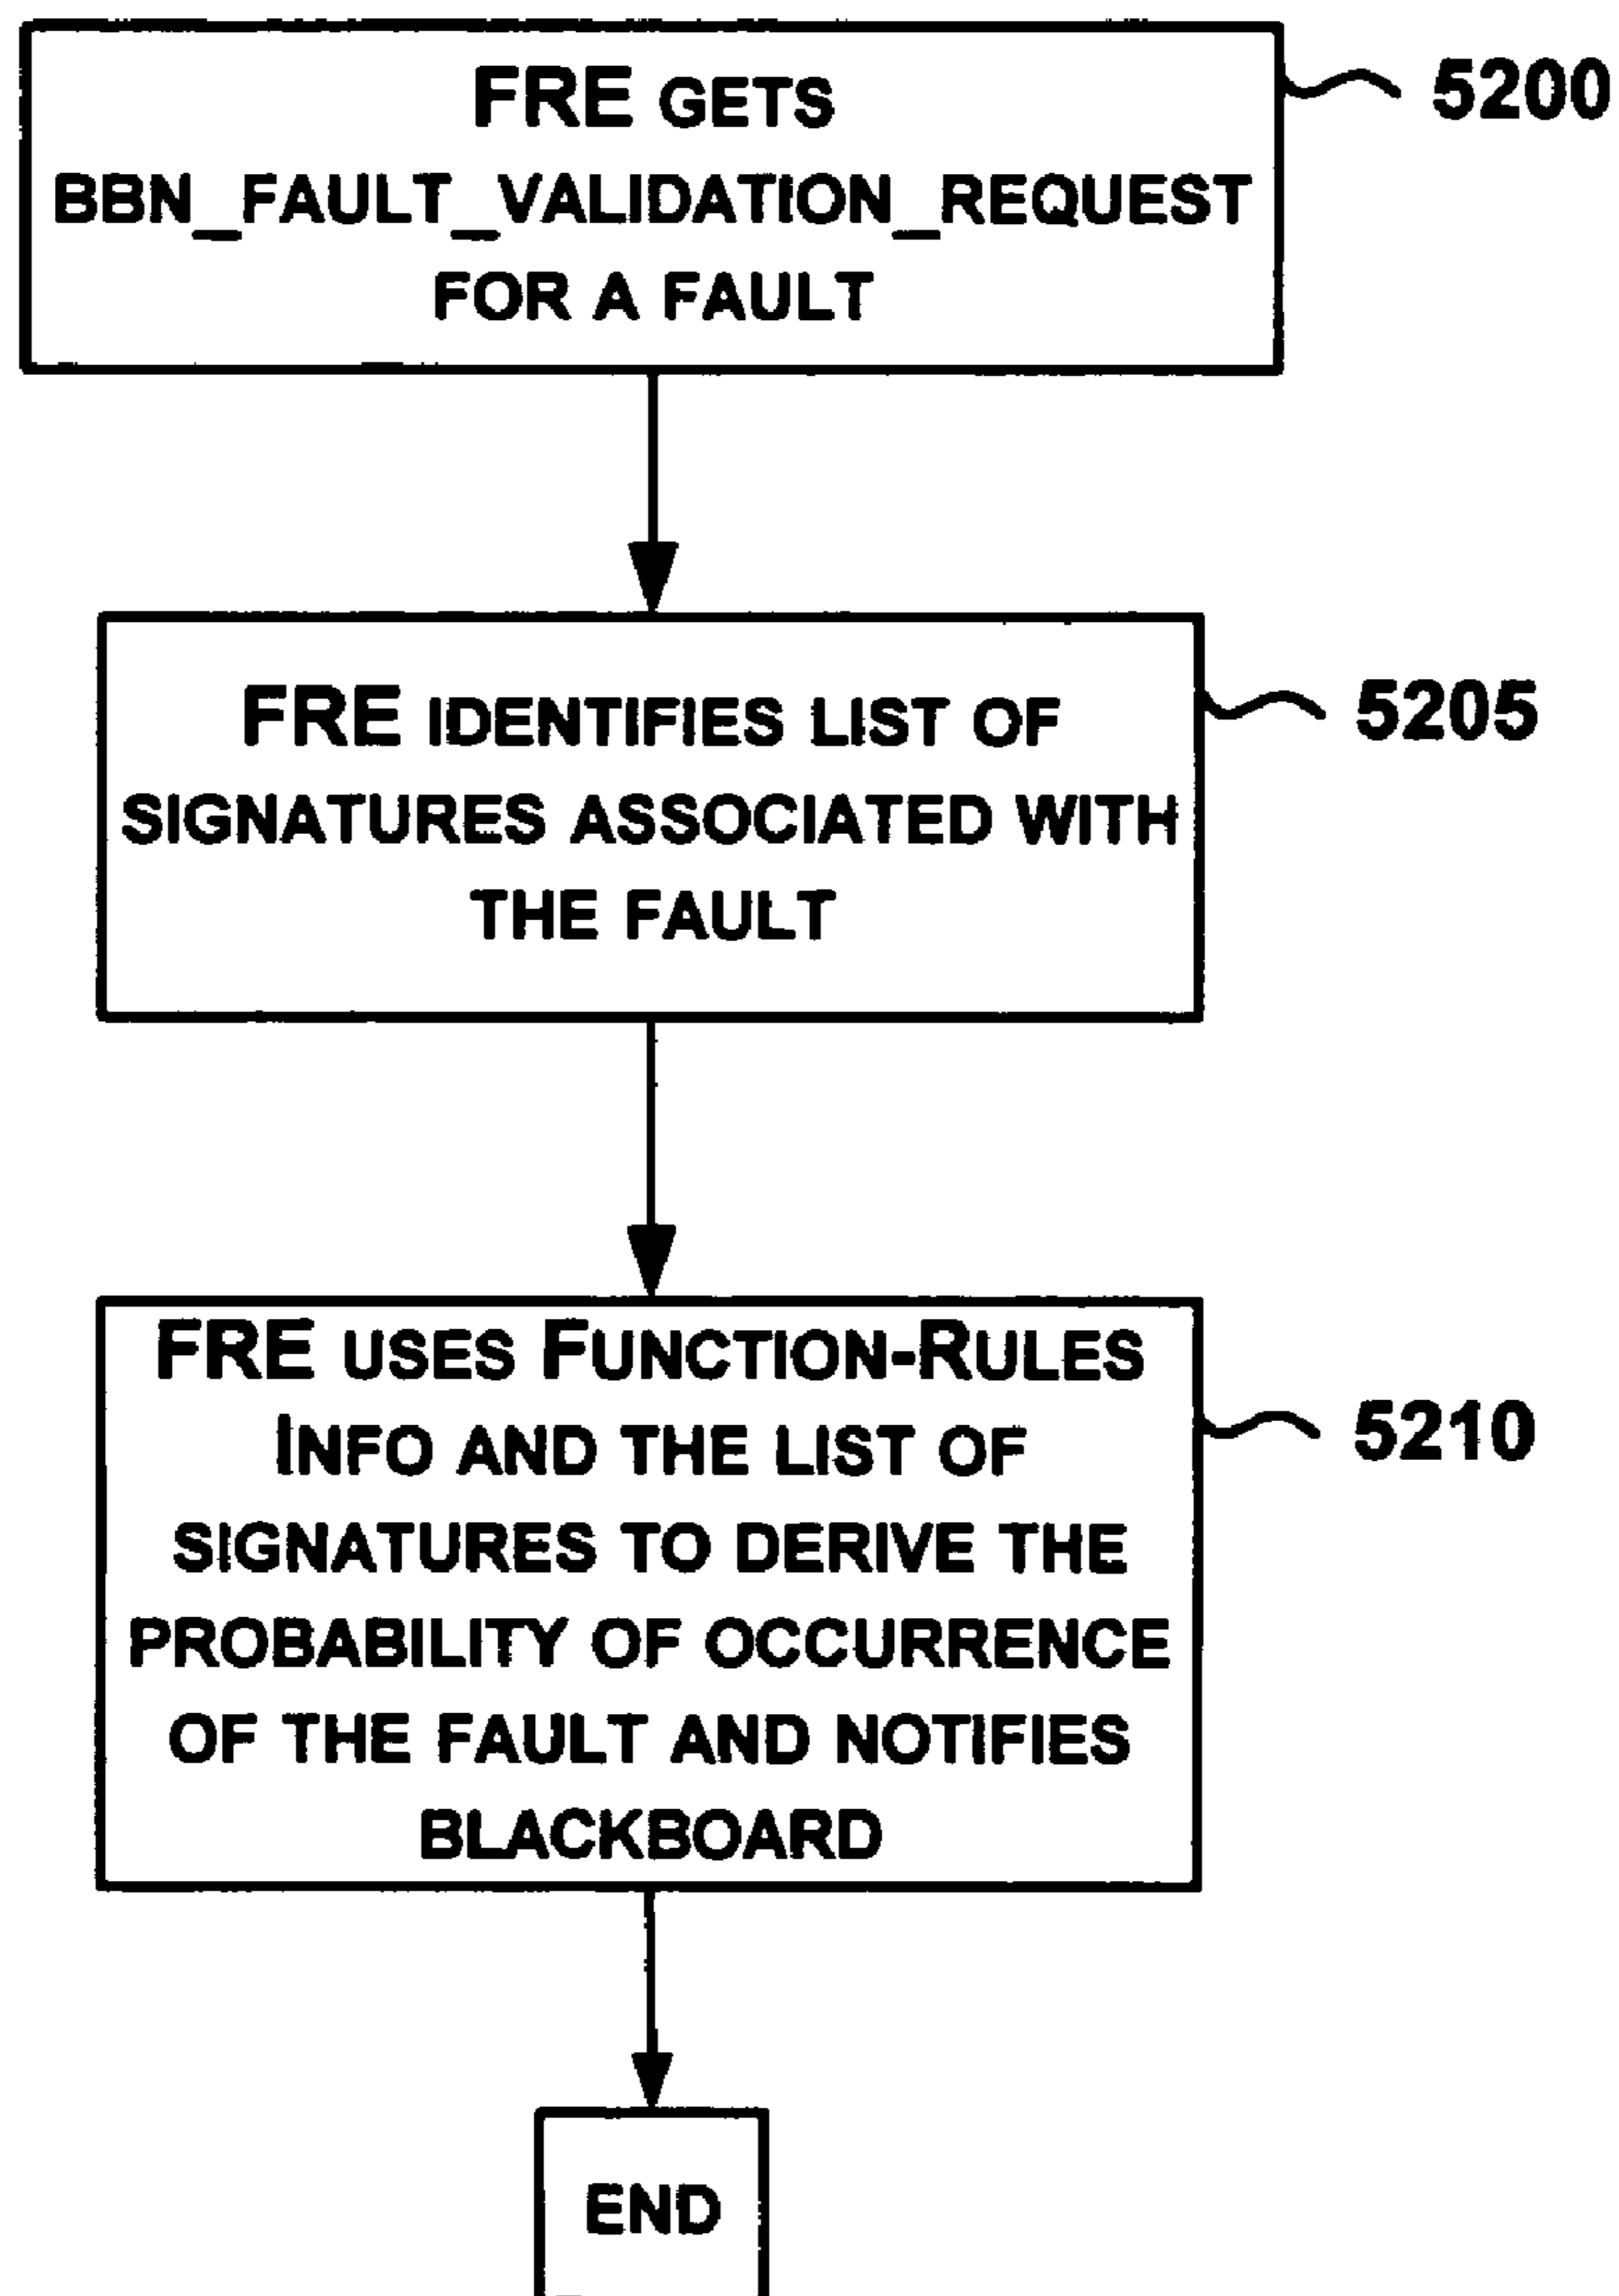 FRE GETS
BBN_FAULT_VALIDATION_REQUEST
FOR A FAULT
5200
FRE IDENTIFIES LIST OF
SIGNATURES ASSOCIATED WITH
THE FAULT
5205
FRE USES FUNCTION-RULES
INFO AND THE LIST OF
SIGNATURES TO DERIVE THE
PROBABILITY OF OCCURRENCE
OF THE FAULT AND NOTIFIES
BLACKBOARD
5210
END